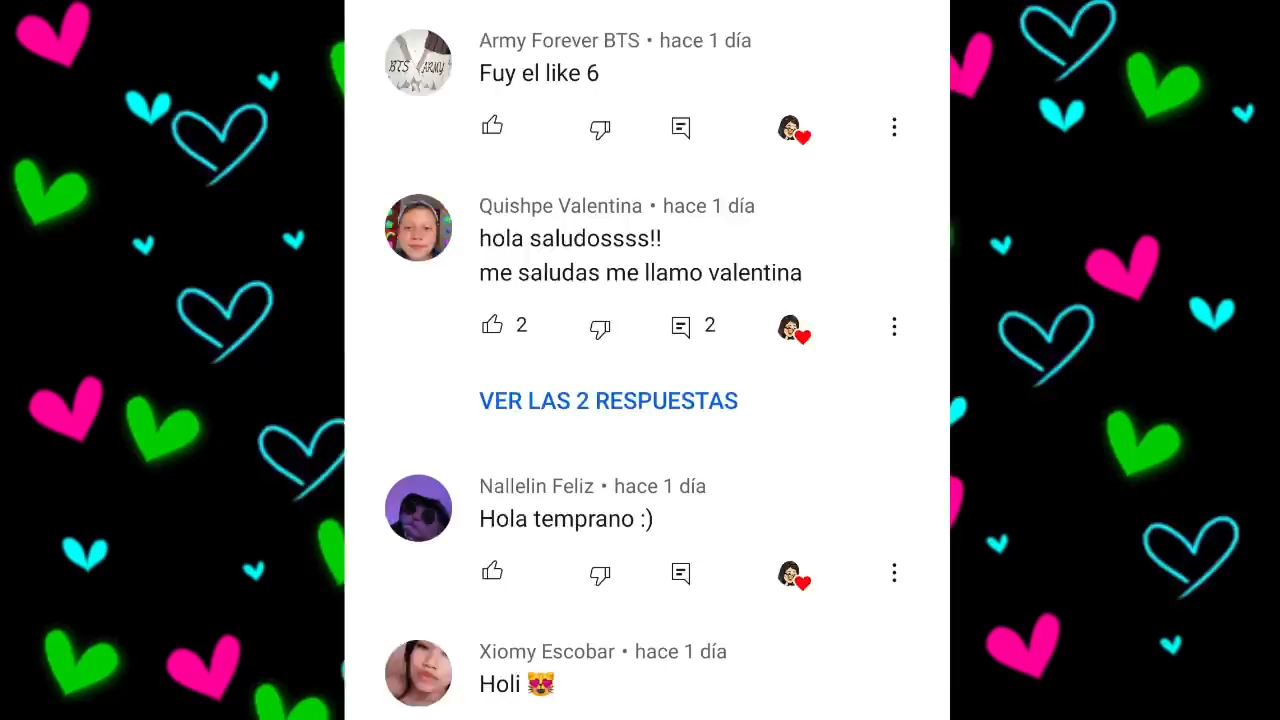 Army Forever BTS • hace 1 día
Fuy el like 6
BTS ARMY
Quishpe Valentina • hace 1 día
hola saludossss!!
me saludas me llamo valentina
2 2
VER LAS 2 RESPUESTAS
Nallelin Feliz • hace 1 día
Hola temprano :)
Xiomy Escobar • hace 1 día
Holi 😻